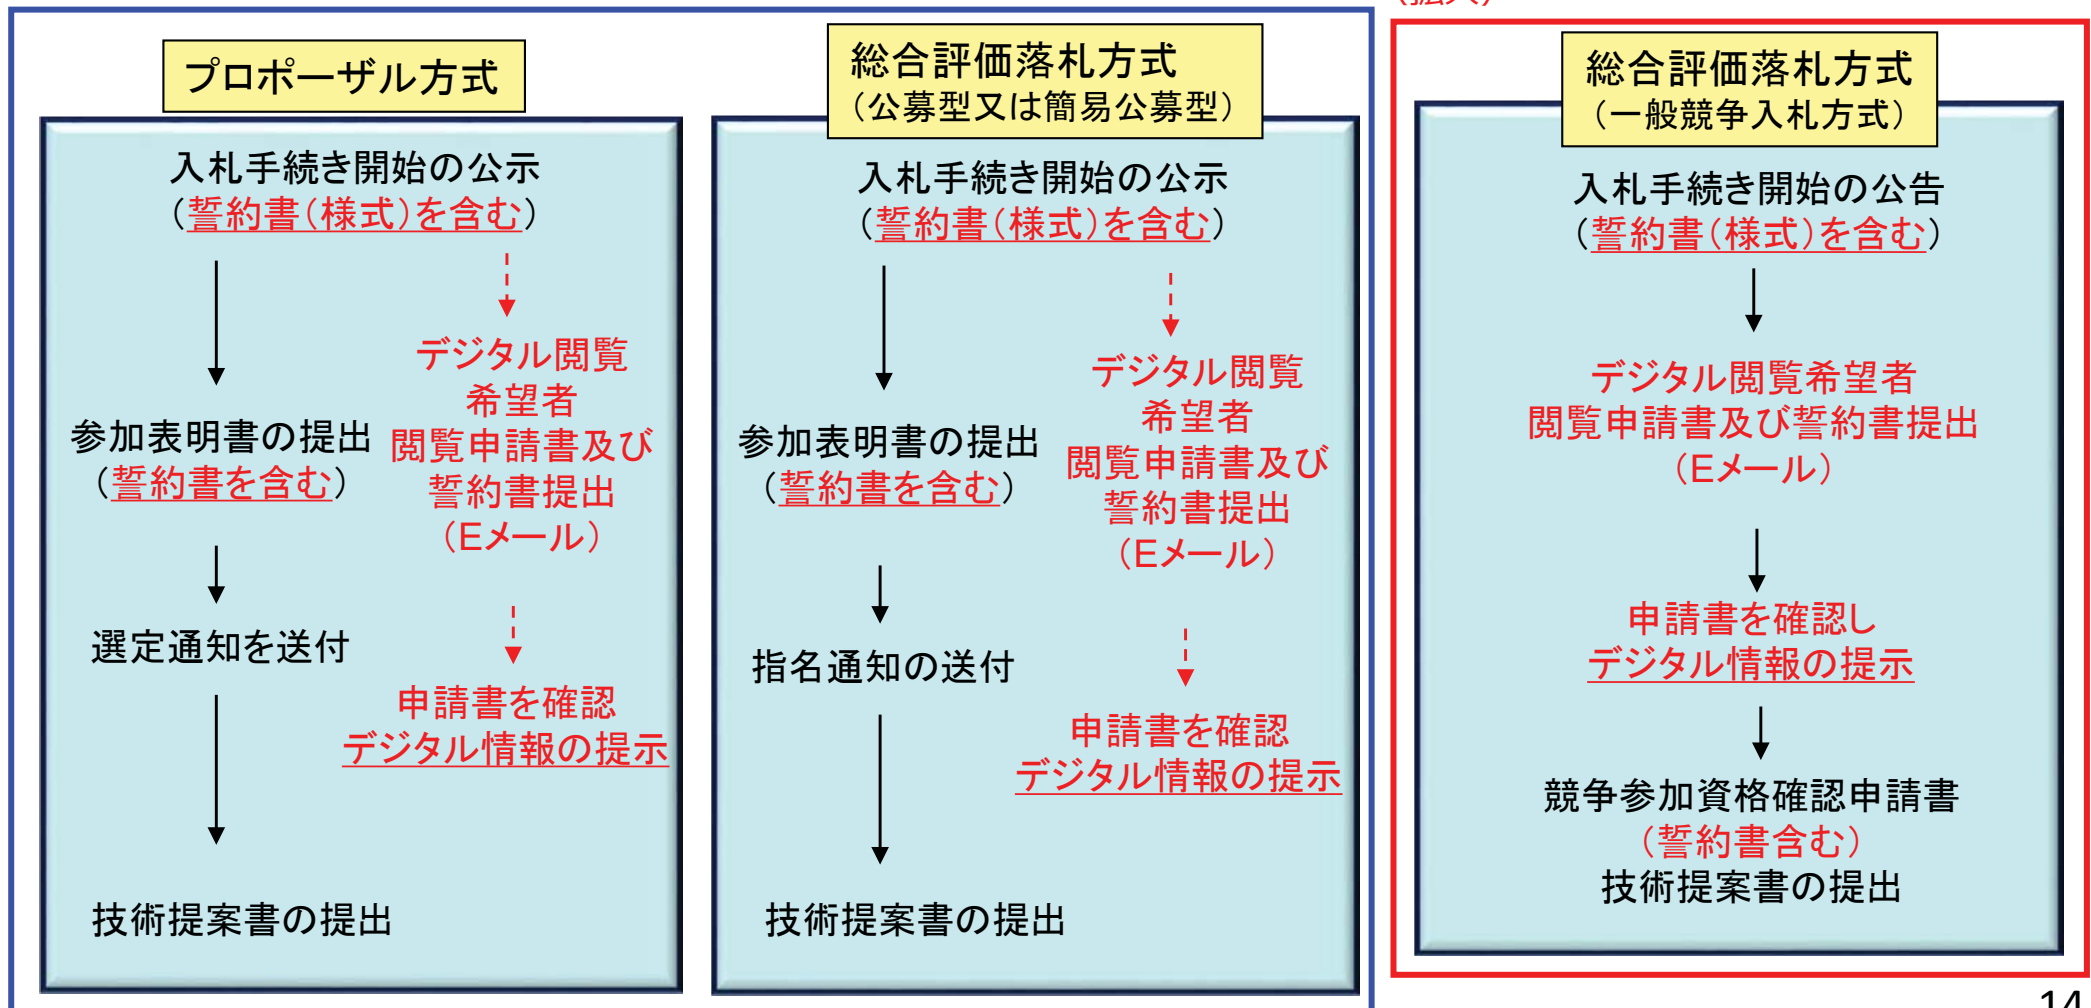 プロポーザル方式
入札手続き開始の公示
（誓約書（様式）を含む）
参加表明書の提出
（誓約書を含む）
選定通知を送付
技術提案書の提出
デジタル閲覧
希望者
閲覧申請書及び
誓約書提出
（Eメール）
申請書を確認
デジタル情報の提示
総合評価落札方式
（公募型又は簡易公募型）
入札手続き開始の公示
（誓約書（様式）を含む）
参加表明書の提出
（誓約書を含む）
指名通知の送付
技術提案書の提出
デジタル閲覧
希望者
閲覧申請書及び
誓約書提出
（Eメール）
申請書を確認
デジタル情報の提示
総合評価落札方式
（一般競争入札方式）
入札手続き開始の公告
（誓約書（様式）を含む）
デジタル閲覧希望者
閲覧申請書及び誓約書提出
（Eメール）
申請書を確認し
デジタル情報の提示
競争参加資格確認申請書
（誓約書含む）
技術提案書の提出
14